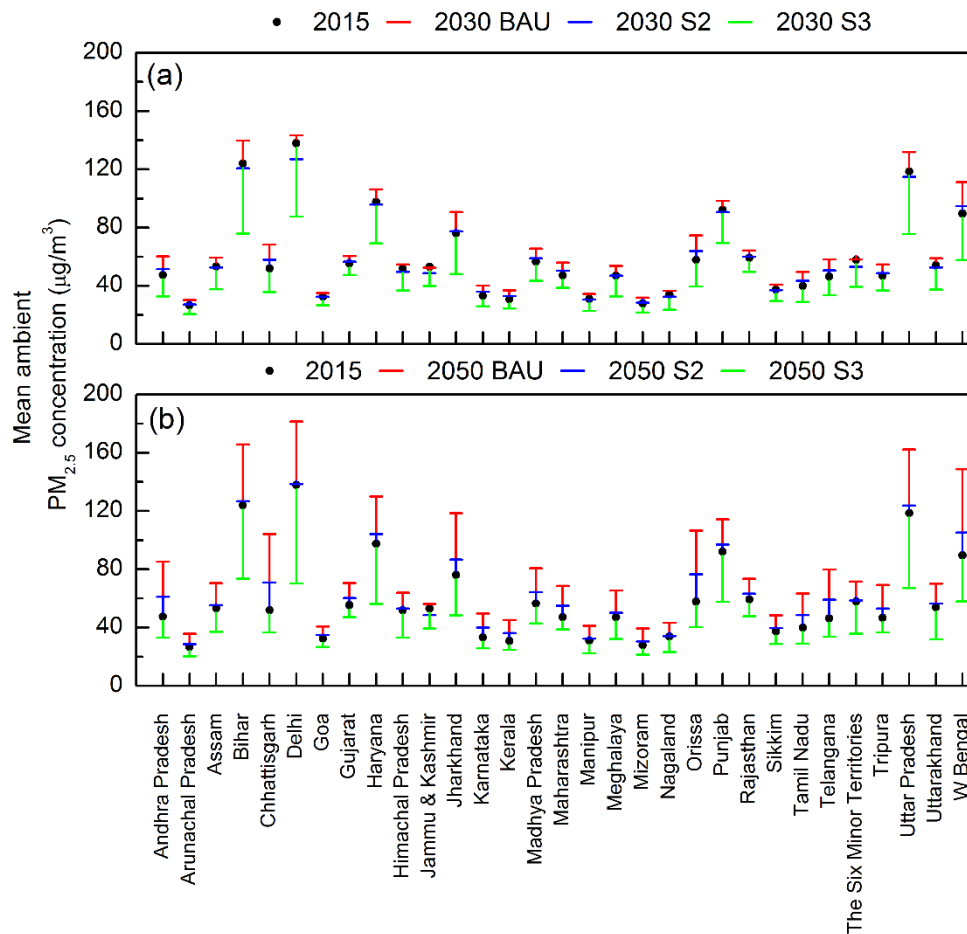 2015 2030 BAU 2030 S2 2030 S3
200
(a)
160
120
80
40
0
2015 2050 BAU 2050 S2 2050 S3
200
(b)
160
120
80
40
0
Mean ambient
PM2.5 concentration (μg/m3)
Andhra Pradesh
Arunachal Pradesh
Assam
Bihar
Chhattisgarh
Delhi
Goa
Gujarat
Haryana
Himachal Pradesh
Jammu & Kashmir
Jharkhand
Karnataka
Kerala
Madhya Pradesh
Maharashtra
Manipur
Meghalaya
Mizoram
Nagaland
Orissa
Punjab
Rajasthan
Sikkim
Tamil Nadu
Telangana
The Six Minor Territories
Tripura
Uttar Pradesh
Uttarakhand
W Bengal